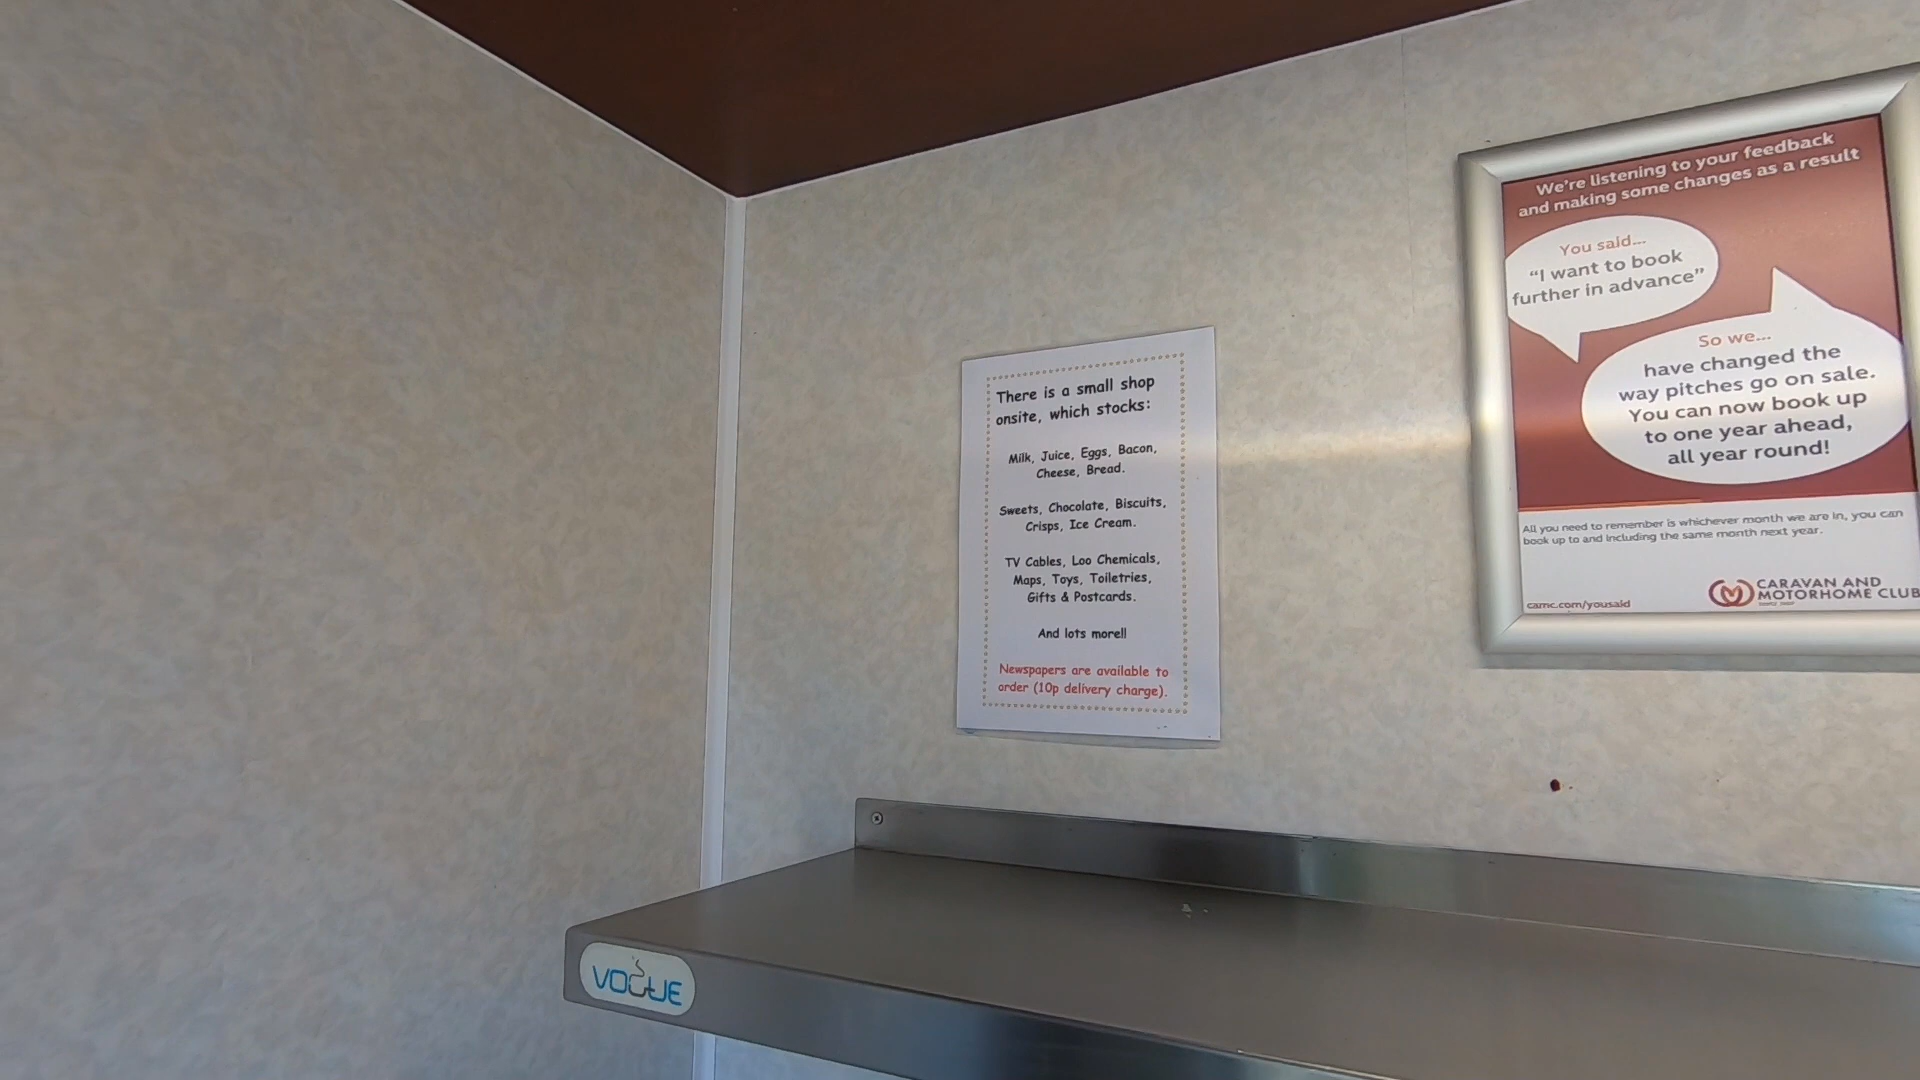 There is a small shop
onsite, which stocks:
Milk, Juice, Eggs, Bacon,
Cheese, Bread.
Sweets, Chocolate, Biscuits,
Crisps, Ice Cream.
TV Cables, Loo Chemicals,
Maps, Toys, Toiletries,
Gifts & Postcards.
And lots more!!
Newspapers are available to
order (10p delivery charge).
We're listening to your feedback
and making some changes as a result
You said...
“I want to book
further in advance”
So we...
have changed the
way pitches go on sale.
You can now book up
to one year ahead,
all year round!
All you need to remember is whichever month we are in, you can
book up to and including the same month next year.
camc.com/yousaid
CARAVAN AND
MOTORHOME CLUB
VOGUE